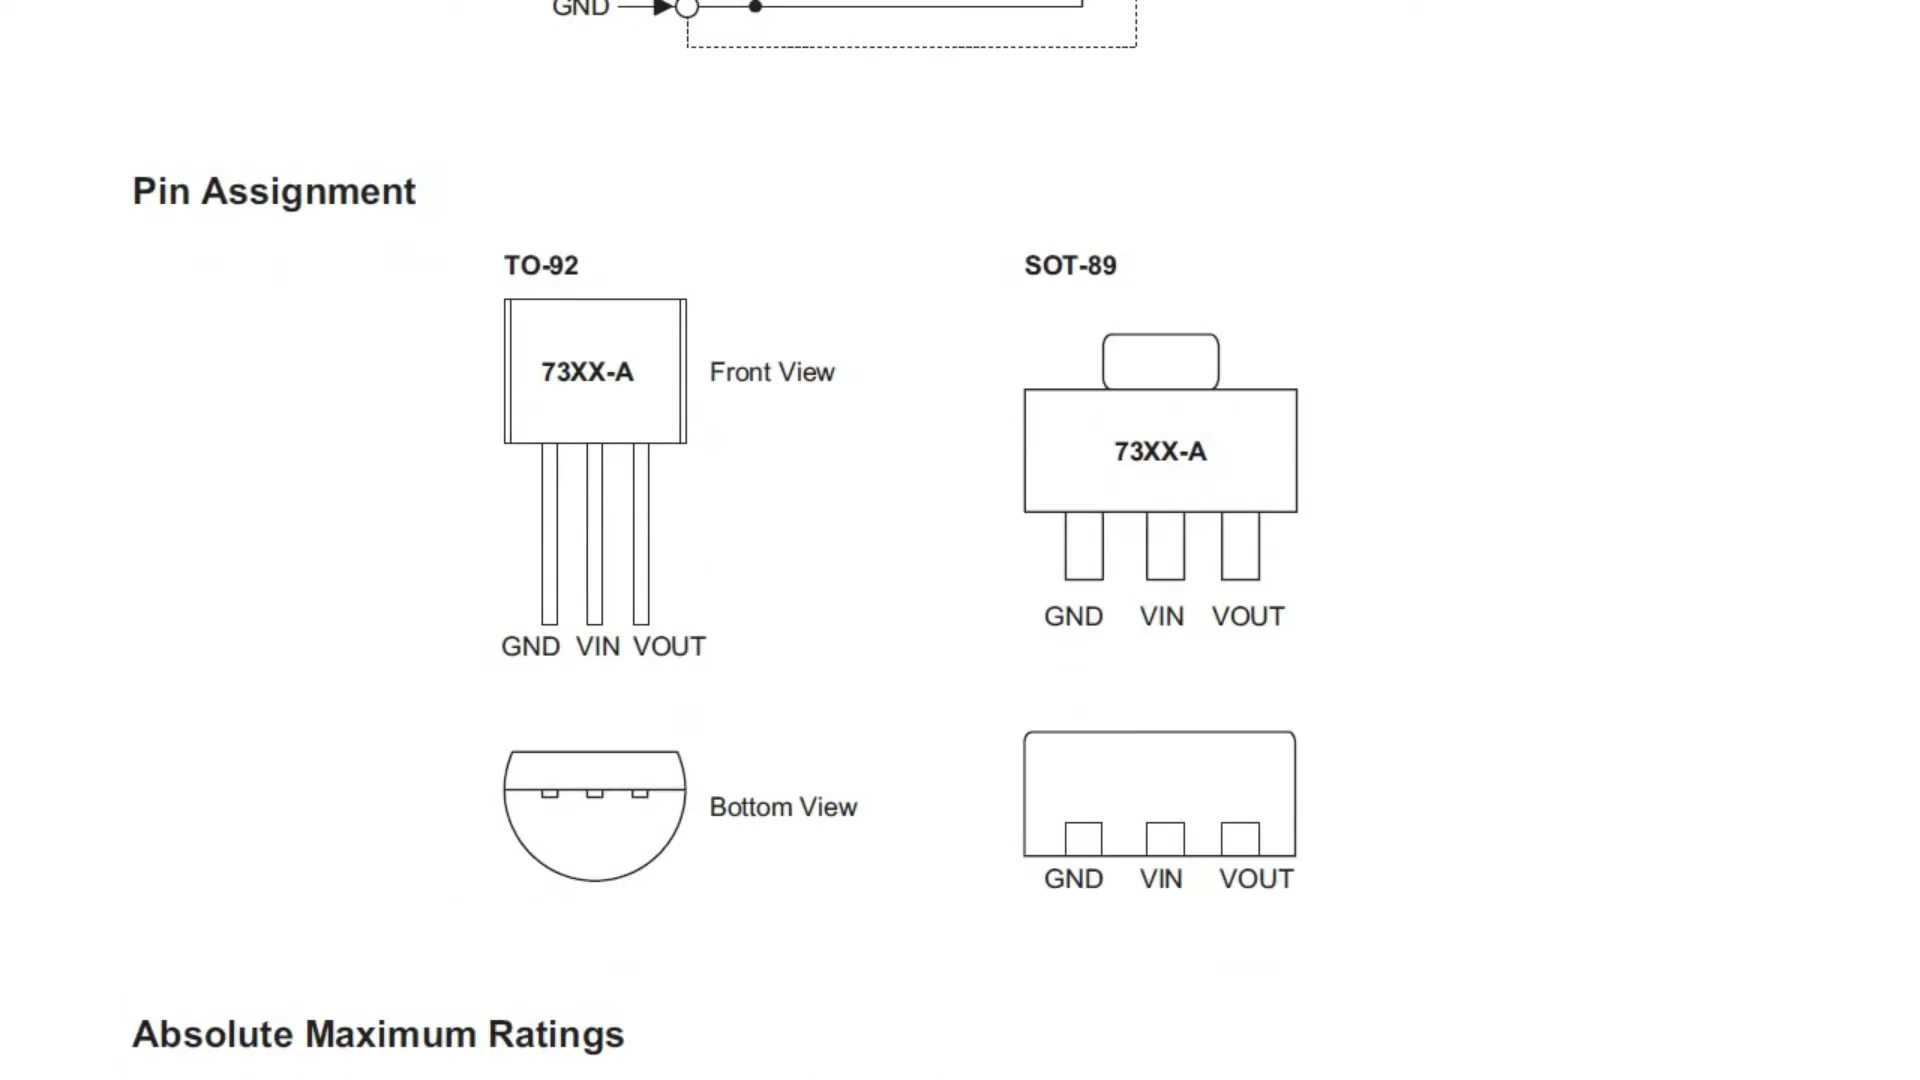 GND
Pin Assignment
TO-92
SOT-89
73XX-A
Front View
73XX-A
GND VIN VOUT
GND VIN VOUT
Bottom View
GND VIN VOUT
Absolute Maximum Ratings